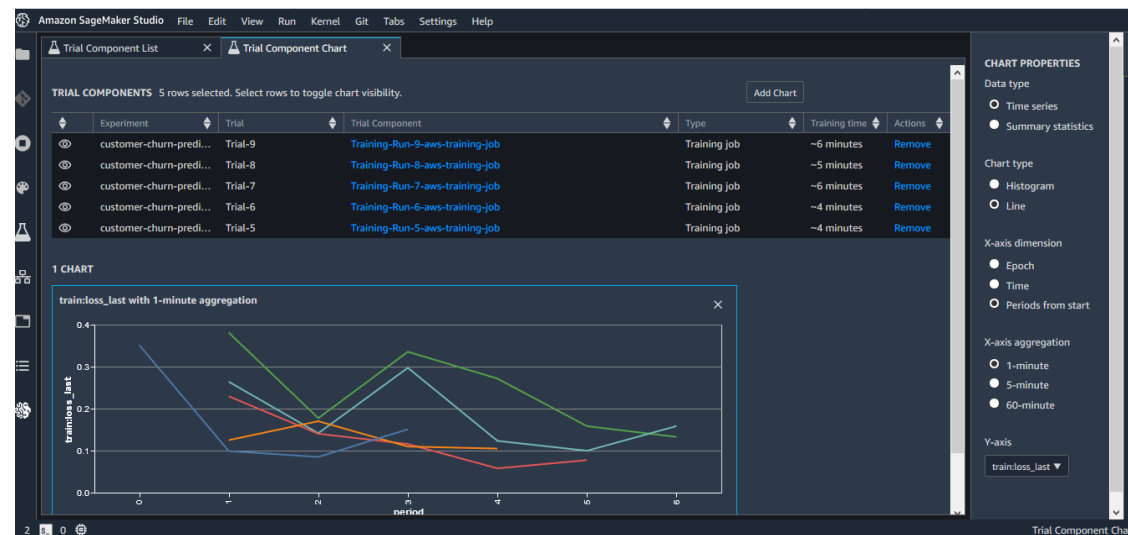 Amazon SageMaker Studio File Edit View Run Kernel Git Tabs Settings Help
Trial Component List X Trial Component Chart X
TRIAL COMPONENTS 5 rows selected. Select rows to toggle chart visibility. Add Chart
Experiment Trial Trial Component Type Training time Actions
customer-churn-predi... Trial-9 Training-Run-9-aws-training-job Training job ~6 minutes Remove
customer-churn-predi... Trial-8 Training-Run-8-aws-training-job Training job ~5 minutes Remove
customer-churn-predi... Trial-7 Training-Run-7-aws-training-job Training job ~6 minutes Remove
customer-churn-predi... Trial-6 Training-Run-6-aws-training-job Training job ~4 minutes Remove
customer-churn-predi... Trial-5 Training-Run-5-aws-training-job Training job ~4 minutes Remove
1 CHART
train:loss_last with 1-minute aggregation
0.4
0.3
0.2
0.1
0.0
train:loss_last
0 1 2 3 4 5 6
period
CHART PROPERTIES
Data type
Time series
Summary statistics
Chart type
Histogram
Line
X-axis dimension
Epoch
Time
Periods from start
X-axis aggregation
1-minute
5-minute
60-minute
Y-axis
train:loss_last
2 0 Trial Component Cha